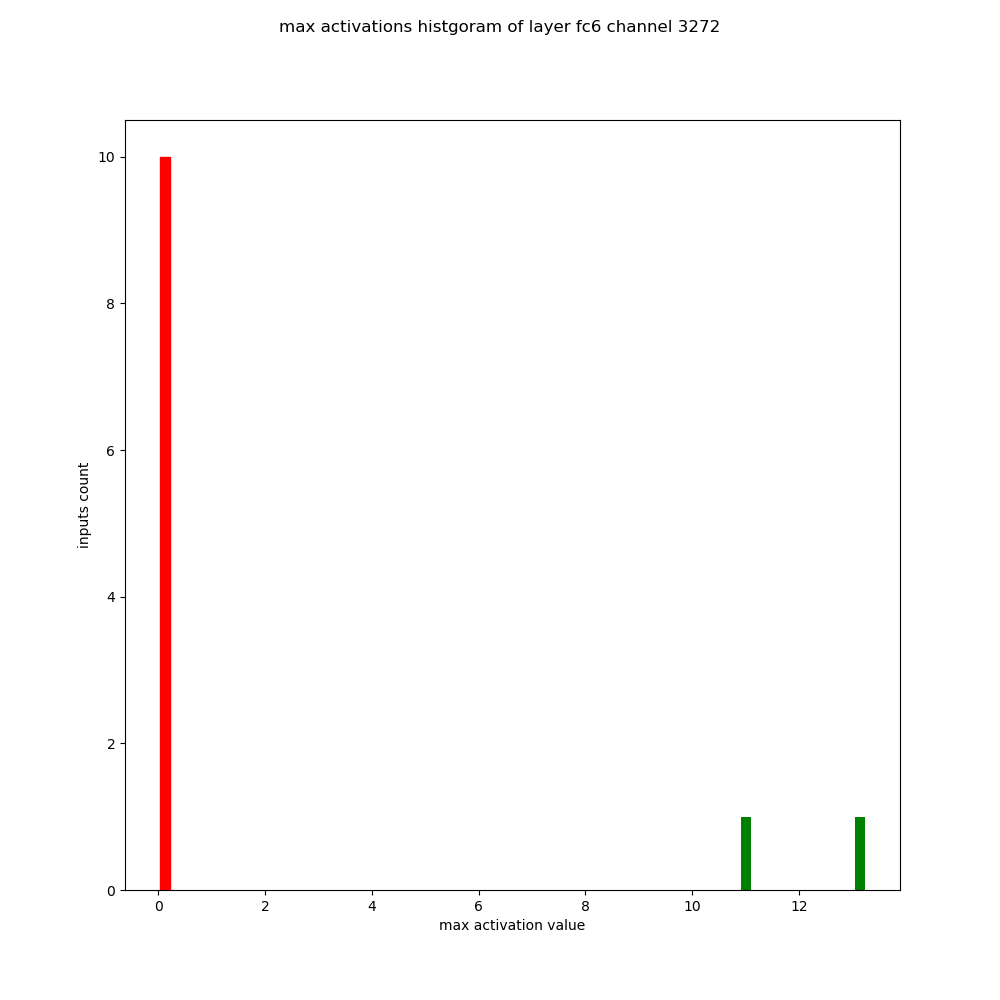 max activations histgoram of layer fc6 channel 3272
10
8
6
4
2
0
inputs count
0 2 4 6 8 10 12
max activation value